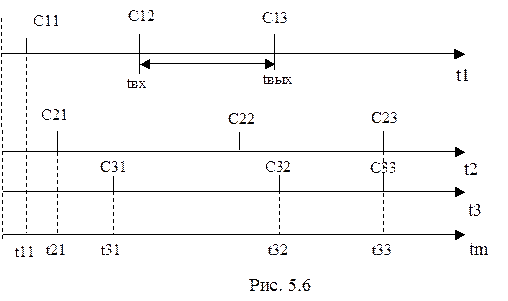 C11 C12 C13
tвх tвых t1
C21 C22 C23
t2
C31 C32 C33
t3
t11 t21 t31 t32 t33 tm
Рис. 5.6